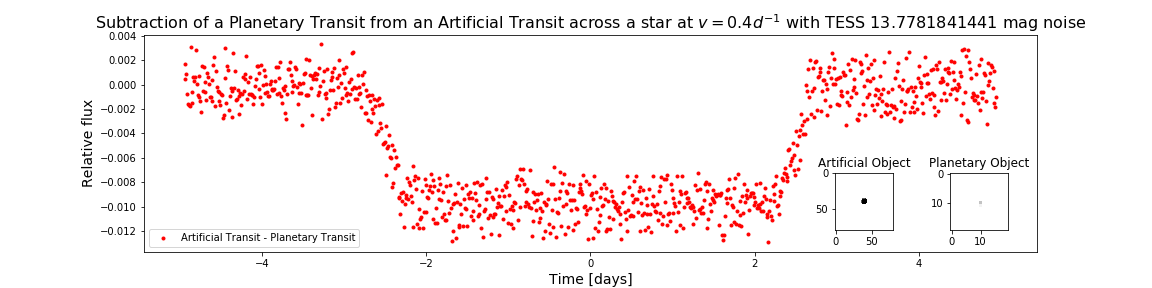 Subtraction of a Planetary Transit from an Artificial Transit across a star at v = 0.4d⁻¹ with TESS 13.7781841441 mag noise
0.004
0.002
0.000
−0.002
−0.004
−0.006
−0.008
−0.010
−0.012
Relative flux
Artificial Transit - Planetary Transit
Artificial Object
0
50
0 50
Planetary Object
0
10
0 10
−4 −2 0 2 4
Time [days]